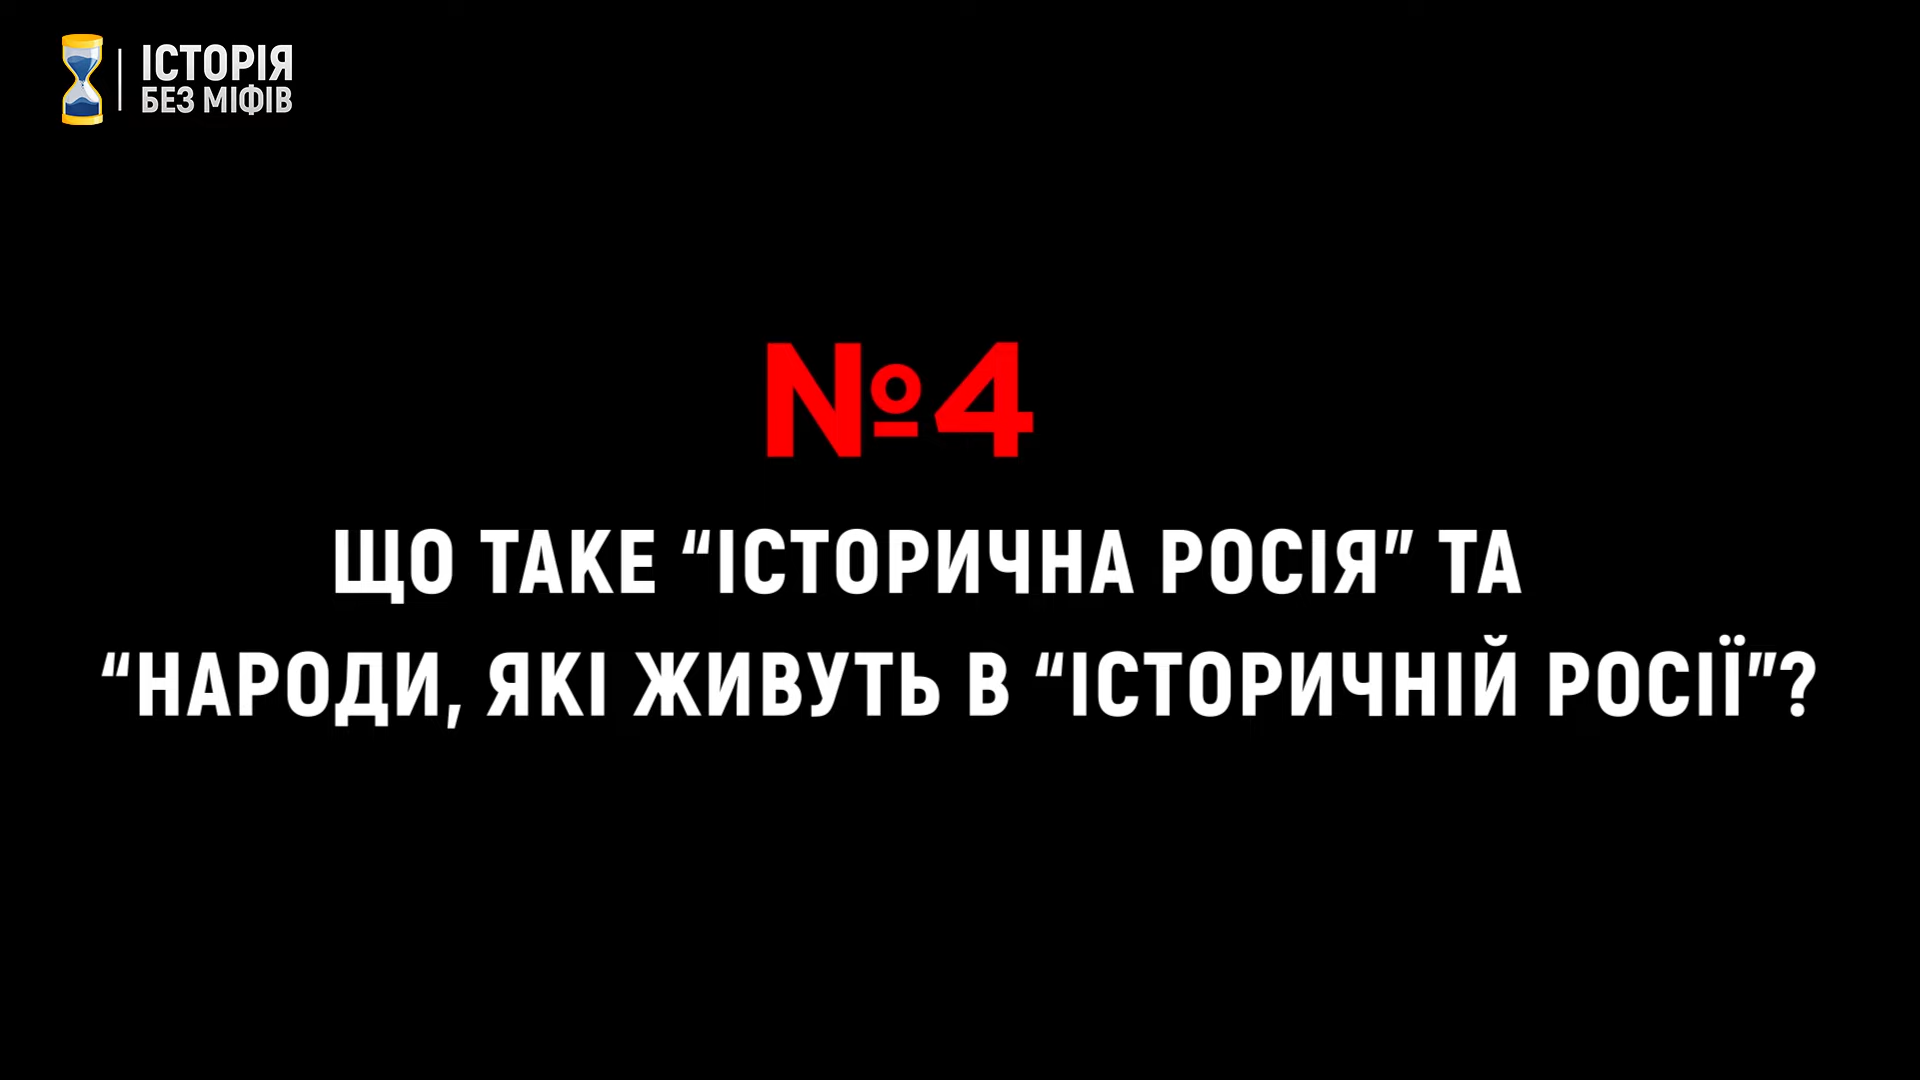 ІСТОРІЯ
БЕЗ МІФІВ
№4
ЩО ТАКЕ “ІСТОРИЧНА РОСІЯ” ТА
“НАРОДИ, ЯКІ ЖИВУТЬ В “ІСТОРИЧНІЙ РОСІЇ”?